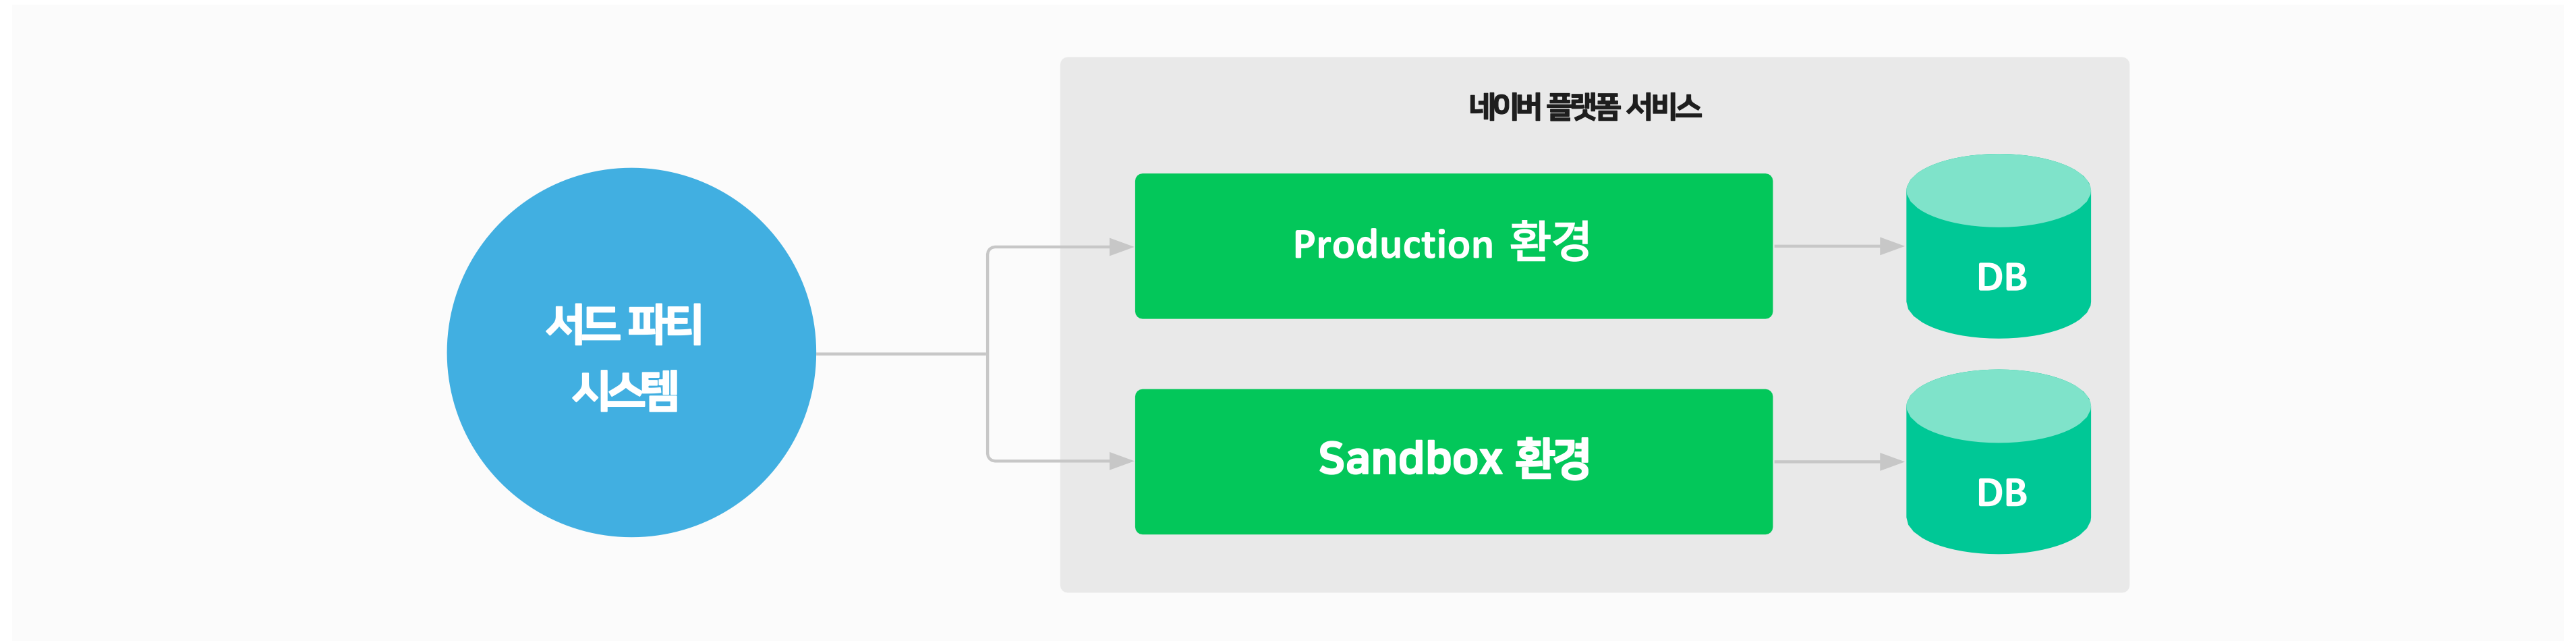 네이버 플랫폼 서비스
서드 파티
시스템
Production 환경
DB
Sandbox 환경
DB